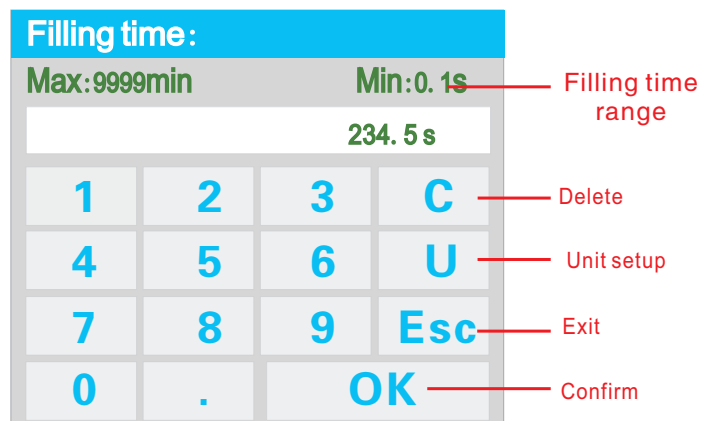 Filling time:
Max:9999min Min:0.1s Filling time range
234.5 s
1 2 3 C Delete
4 5 6 U Unit setup
7 8 9 Esc Exit
0 . OK Confirm